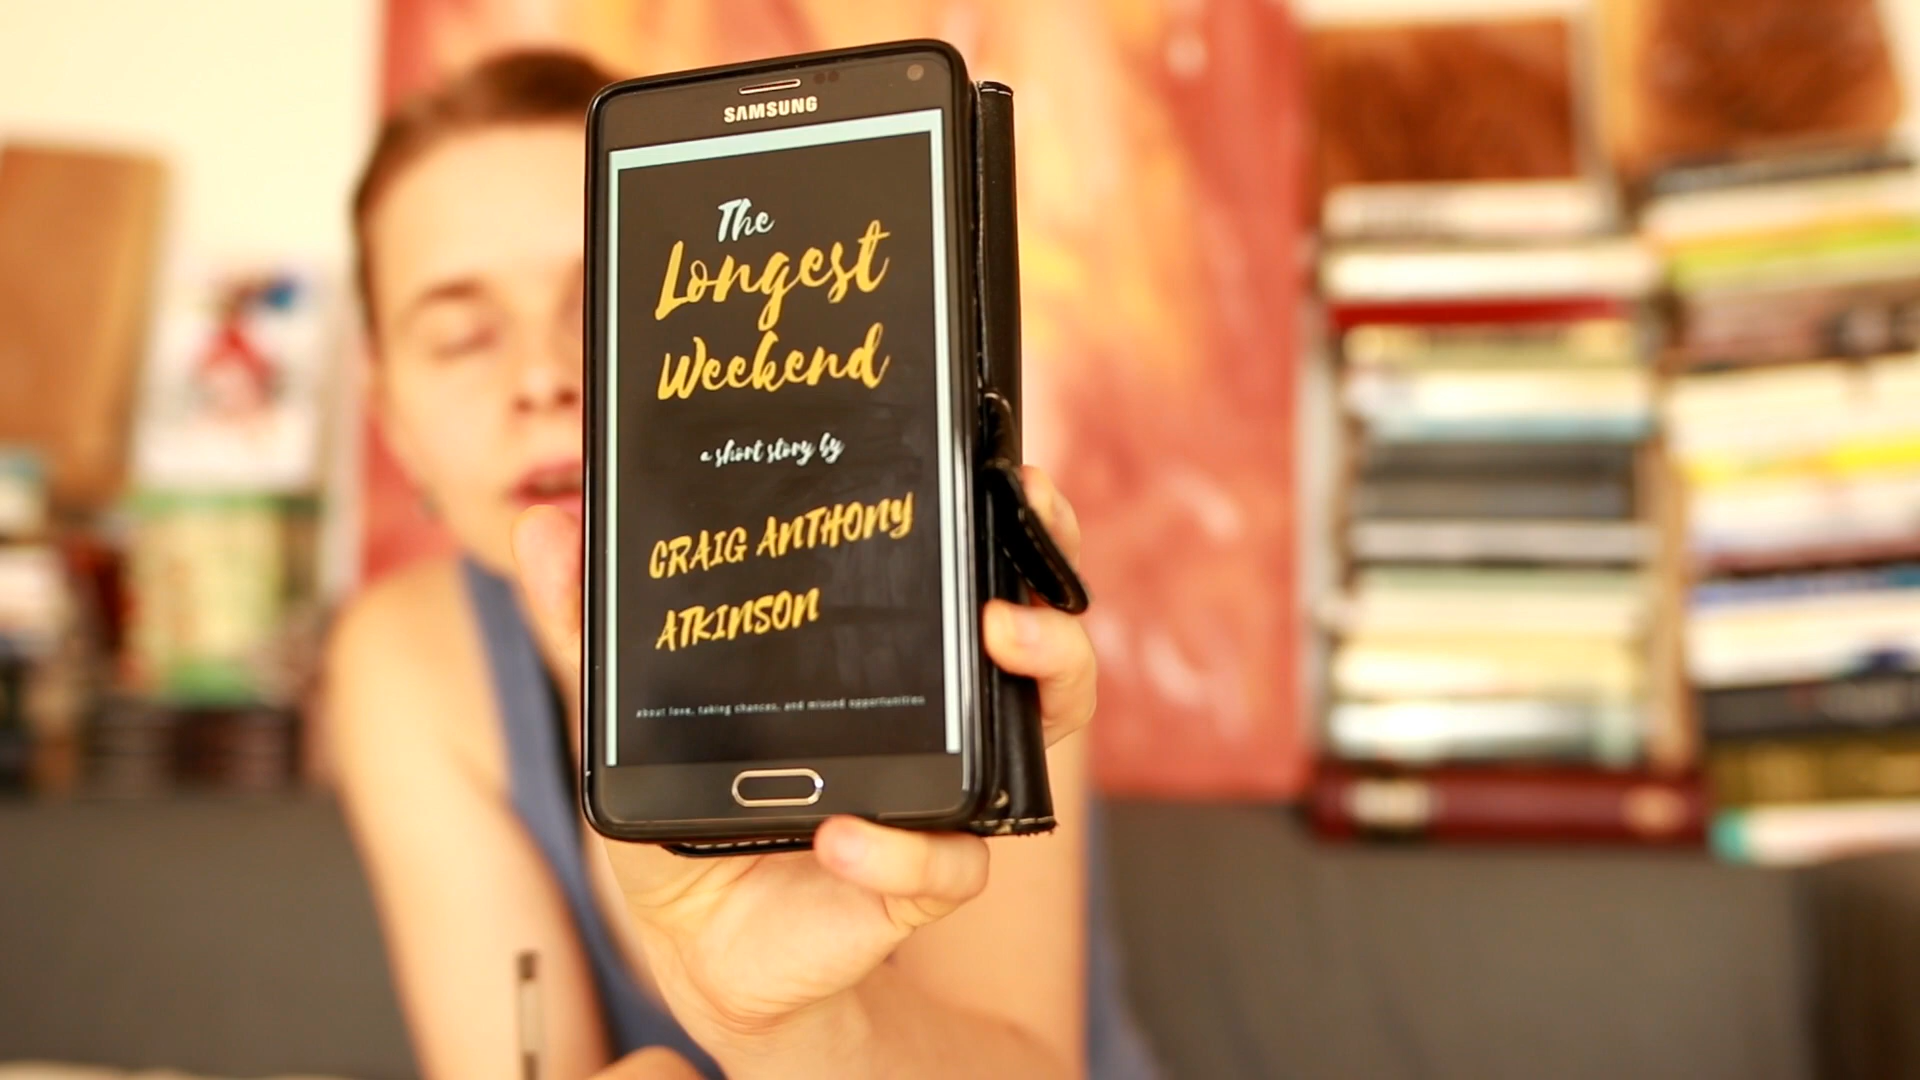 SAMSUNG
The
Longest
Weekend
a short story by
CRAIG ANTHONY
ATKINSON
about love, taking chances, and missed opportunities